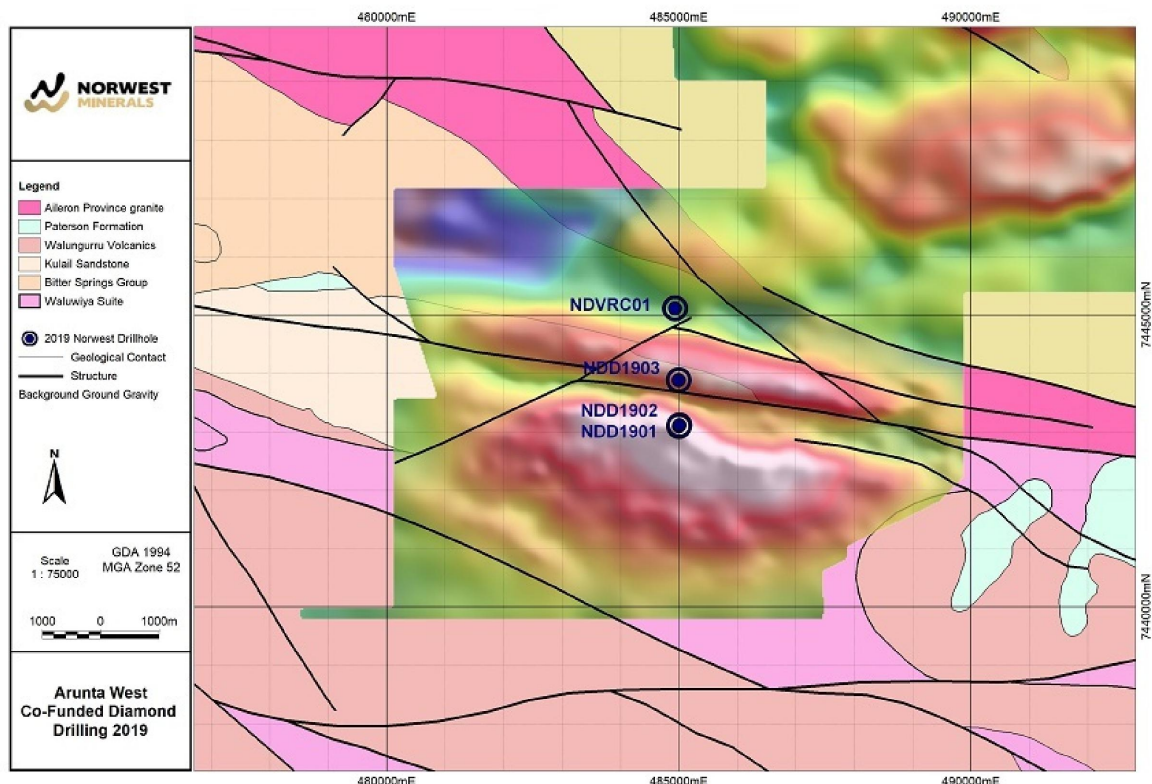 480000mE
485000mE
490000mE
NORWEST
MINERALS
Legend
Aileron Province granite
Paterson Formation
Walungurru Volcanics
Kulail Sandstone
Bitter Springs Group
Waluwiya Suite
2019 Norwest Drillhole
Geological Contact
Structure
Background Ground Gravity
N
Scale
1 : 75000
GDA 1994
MGA Zone 52
1000 0 1000m
Arunta West
Co-Funded Diamond
Drilling 2019
NDVRC01
NDD1903
NDD1902
NDD1901
7445000mN
7440000mN
480000mE
485000mE
490000mE